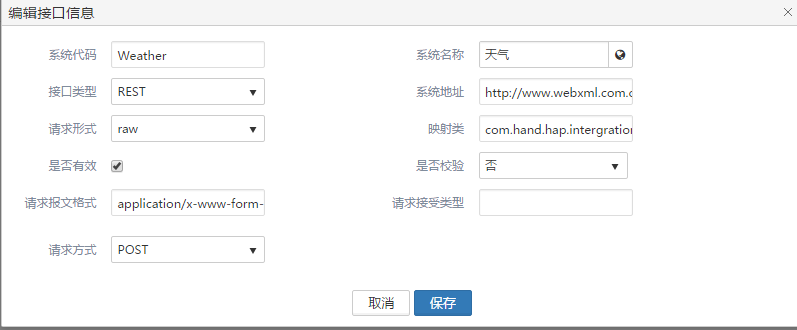 编辑接口信息
系统代码 Weather 系统名称 天气
接口类型 REST 系统地址 http://www.webxml.com.c
请求形式 raw 映射类 com.hand.hap.intergration
是否有效 是否校验 否
请求报文格式 application/x-www-form- 请求接受类型
请求方式 POST
取消 保存